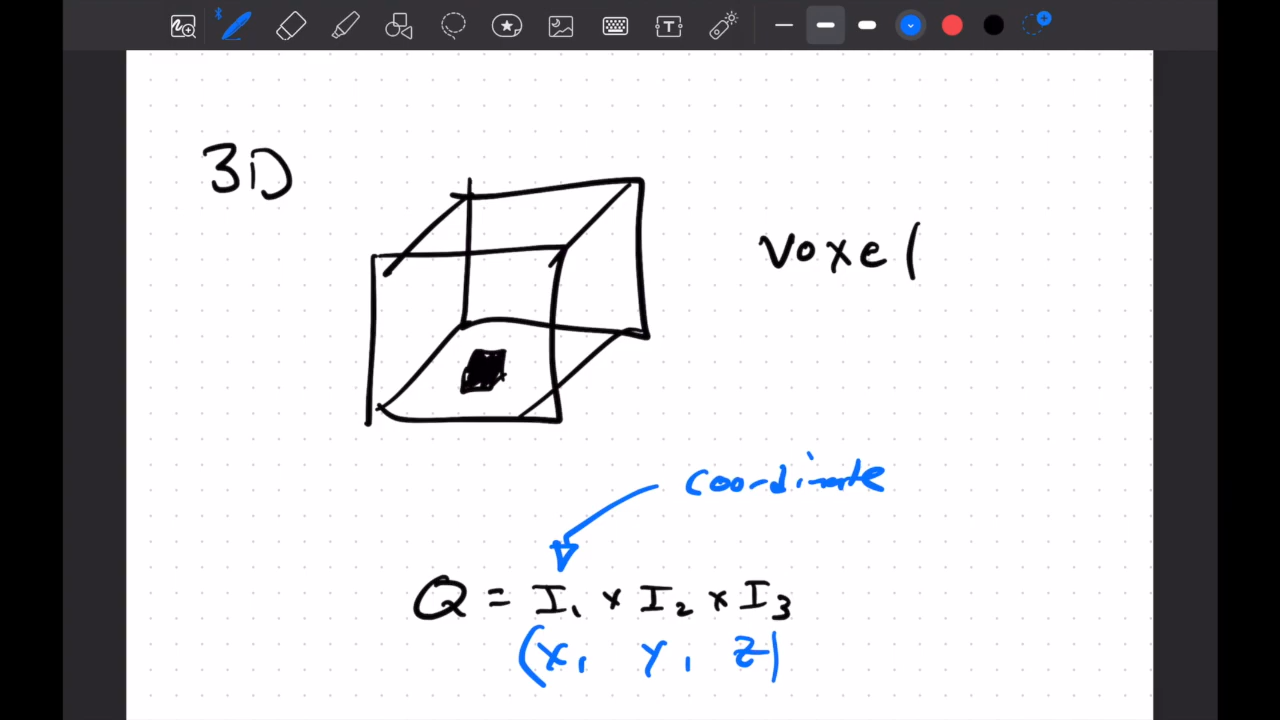 3D
voxel
coordinate
Q = I₁ × I₂ × I₃
(x, y, z)